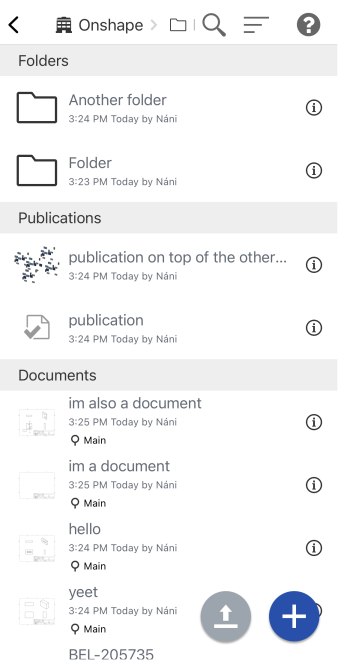 Onshape
Folders
Another folder
3:24 PM Today by Náni
Folder
3:23 PM Today by Náni
Publications
publication on top of the other...
3:24 PM Today by Náni
publication
3:24 PM Today by Náni
Documents
im also a document
3:25 PM Today by Náni
Main
im a document
3:25 PM Today by Náni
Main
hello
3:24 PM Today by Náni
Main
yeet
3:24 PM Today by Náni
Main
BEL-205735